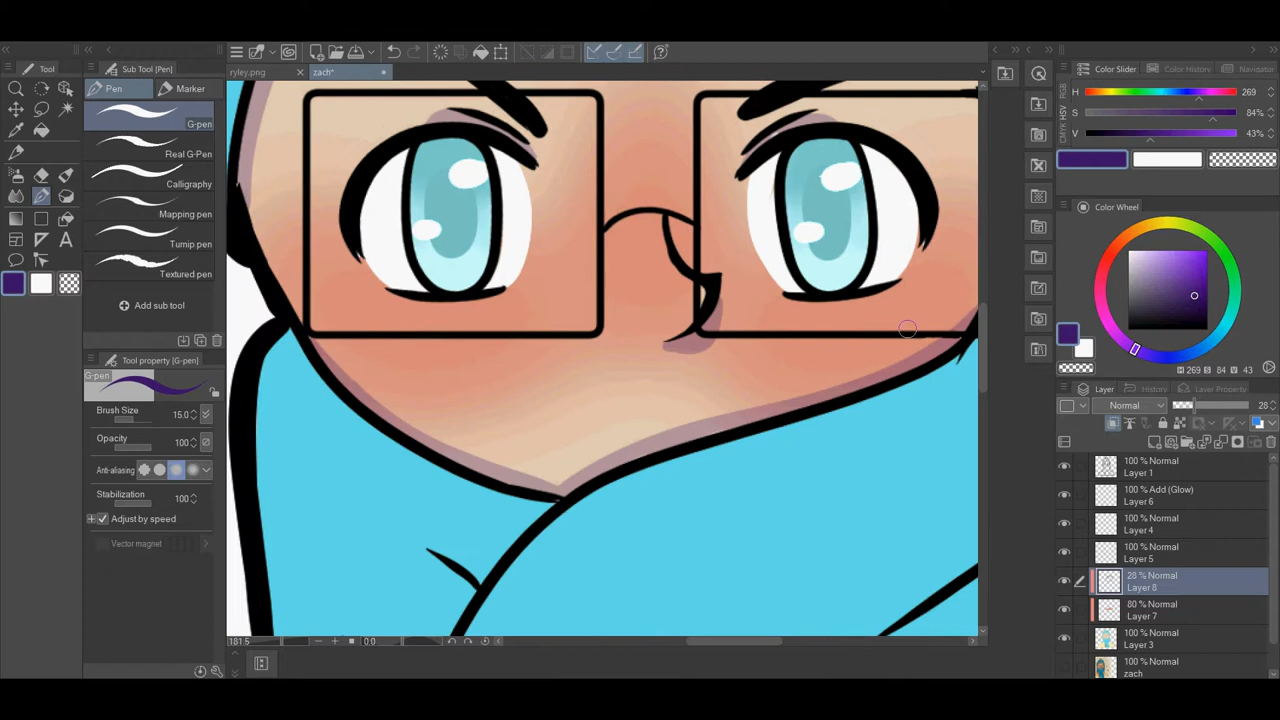 Tool
Sub Tool [Pen]
Pen
Marker
G-pen
Real G-Pen
Calligraphy
Mapping pen
Turnip pen
Textured pen
Add sub tool
Tool property [G-pen]
G-pen
Brush Size 15.0
Opacity 100
Anti-aliasing
Stabilization 100
Adjust by speed
Vector magnet
ryley.png
zach*
181.5
0.0
Color Slider
Color History
Navigator
RGB
HSV
CMYK
H 269
S 84%
V 43%
Color Wheel
H 269 S 84 V 43
Layer
History
Layer Property
Normal 28
100 % Normal
Layer 1
100 % Add (Glow)
Layer 6
100 % Normal
Layer 4
100 % Normal
Layer 5
28 % Normal
Layer 8
80 % Normal
Layer 7
100 % Normal
Layer 3
100 % Normal
zach